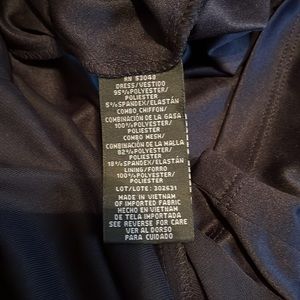 RN 53048
DRESS/VESTIDO
95%POLYESTER/
POLIESTER
5%SPANDEX/ELASTÁN
COMBO CHIFFON/
COMBINACIÓN DE LA GASA
100%POLYESTER/
POLIESTER
COMBO MESH/
COMBINACIÓN DE LA MALLA
82%POLYESTER/
POLIESTER
18%SPANDEX/ELASTÁN
LINING/FORRO
100%POLYESTER/
POLIESTER
LOT/LOTE: 302631
MADE IN VIETNAM
OF IMPORTED FABRIC
HECHO EN VIETNAM
DE TELA IMPORTADA
SEE REVERSE FOR CARE
VER AL DORSO
PARA CUIDADO